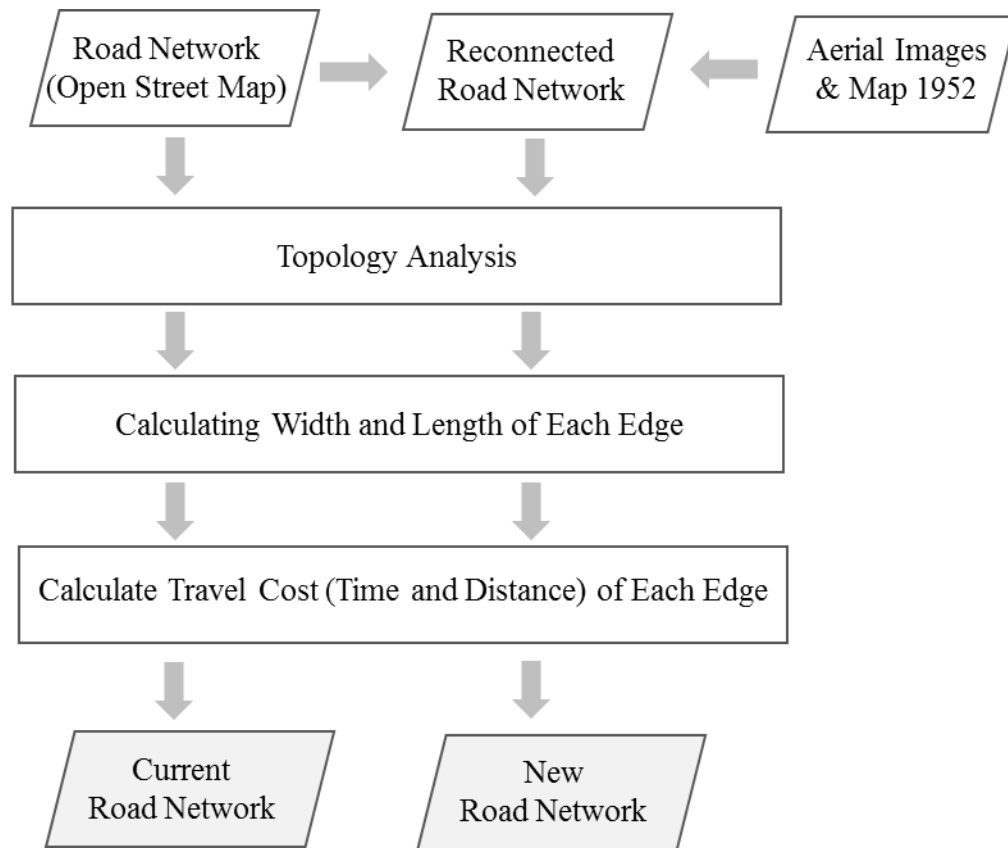 Road Network
(Open Street Map)
Reconnected
Road Network
Aerial Images
& Map 1952
Topology Analysis
Calculating Width and Length of Each Edge
Calculate Travel Cost (Time and Distance) of Each Edge
Current
Road Network
New
Road Network